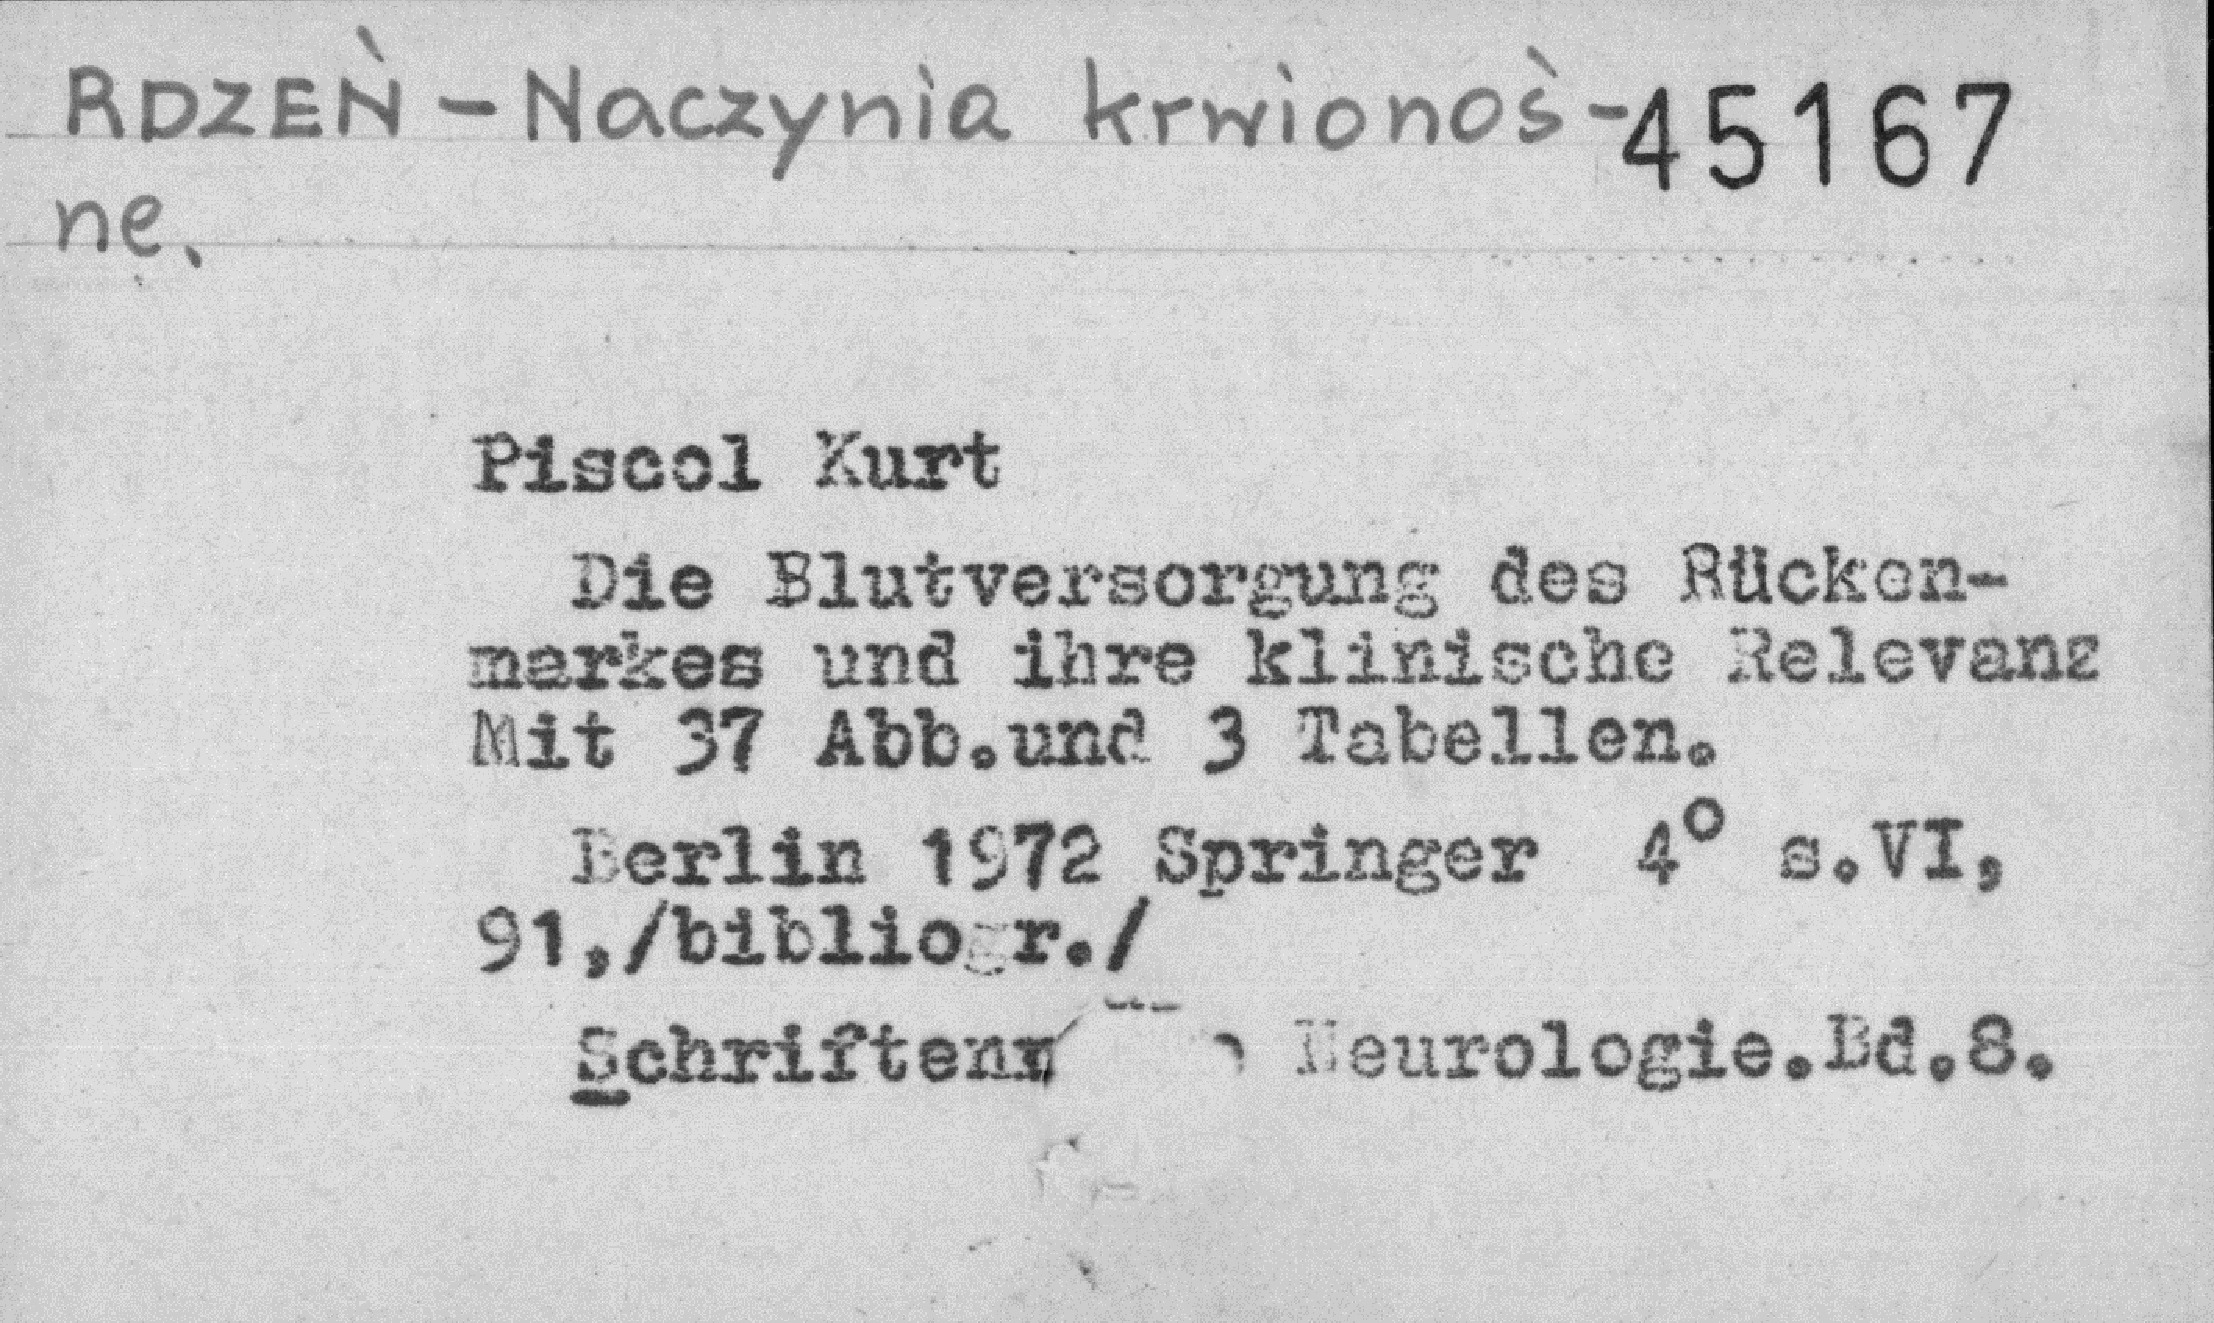 RDZEŃ - Naczynia krwionoś- 45167
ne.
Piscol Kurt
Die Blutversorgung des Rücken-
markes und ihre klinische Relevanz
Mit 37 Abb.und 3 Tabellen.
Berlin 1972 Springer 4° s.VI,
91,/bibliogr./
Neurologie.Bd.8.